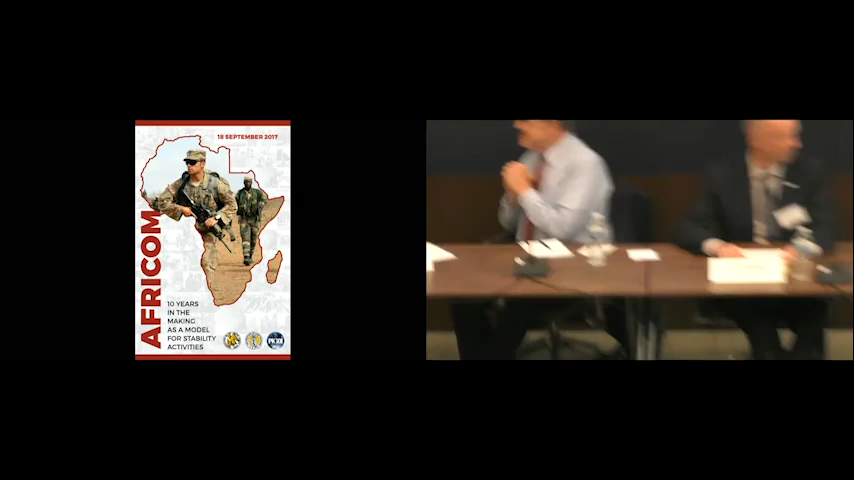 18 SEPTEMBER 2017
AFRICOM
10 YEARS
IN THE
MAKING
AS A MODEL
FOR STABILITY
ACTIVITIES